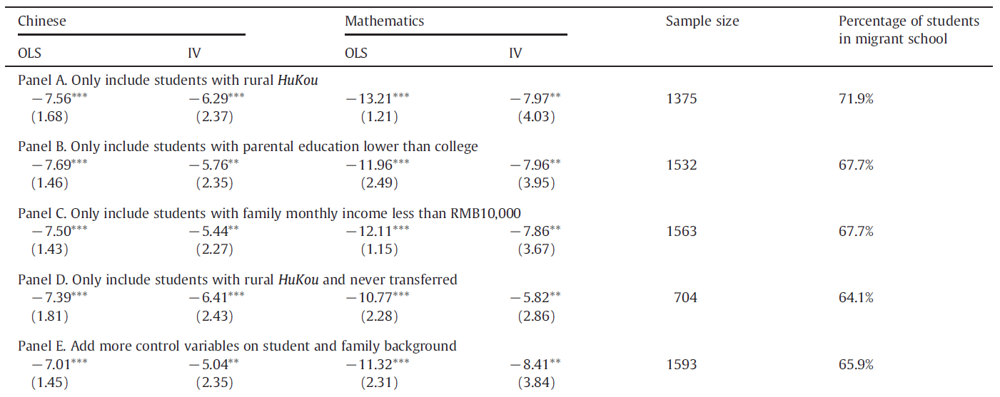 Chinese Mathematics Sample size Percentage of students
in migrant school
OLS IV OLS IV
Panel A. Only include students with rural HuKou
−7.56*** −6.29*** −13.21*** −7.97** 1375 71.9%
(1.68) (2.37) (1.21) (4.03)
Panel B. Only include students with parental education lower than college
−7.69*** −5.76** −11.96*** −7.96** 1532 67.7%
(1.46) (2.35) (2.49) (3.95)
Panel C. Only include students with family monthly income less than RMB10,000
−7.50*** −5.44** −12.11*** −7.86** 1563 67.7%
(1.43) (2.27) (1.15) (3.67)
Panel D. Only include students with rural HuKou and never transferred
−7.39*** −6.41*** −10.77*** −5.82** 704 64.1%
(1.81) (2.43) (2.28) (2.86)
Panel E. Add more control variables on student and family background
−7.01*** −5.04** −11.32*** −8.41** 1593 65.9%
(1.45) (2.35) (2.31) (3.84)